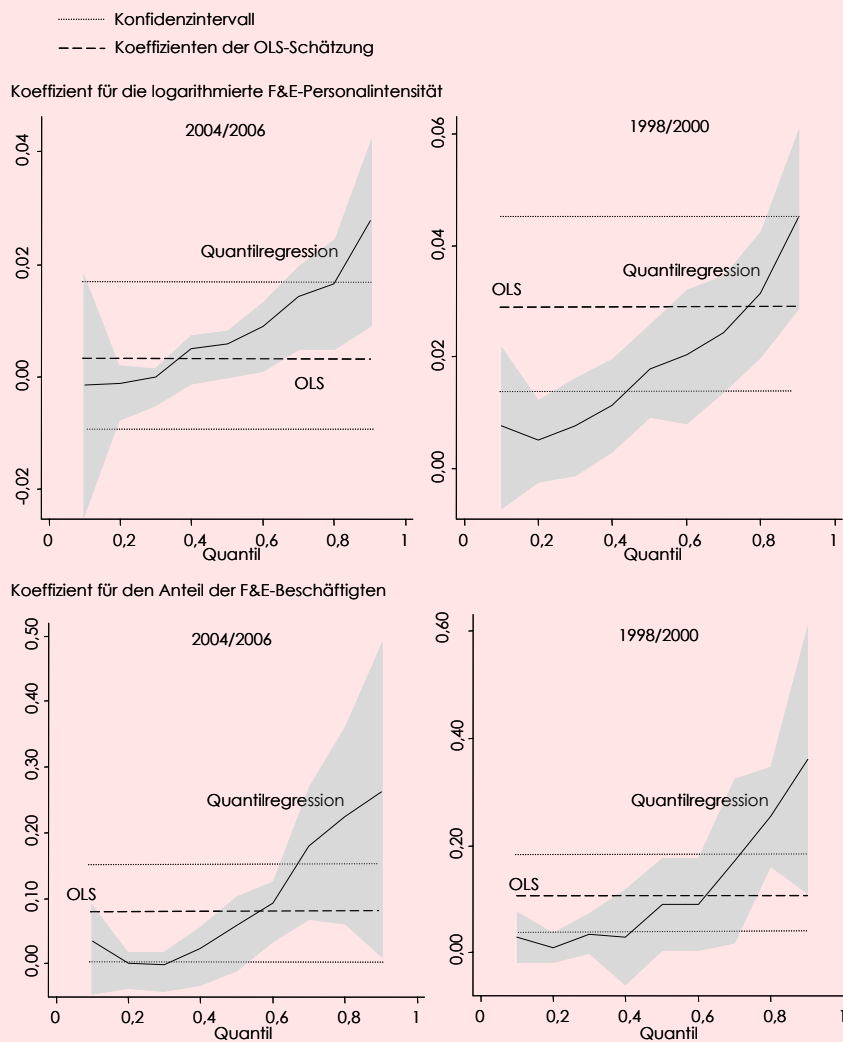 Konfidenzintervall
Koeffizienten der OLS-Schätzung
Koeffizient für die logarithmierte F&E-Personalintensität
2004/2006
0,04
0,02
0,00
-0,02
Quantilregression
OLS
0
0,2
0,4
0,6
0,8
1
Quantil
1998/2000
0,06
0,04
0,02
0,00
Quantilregression
OLS
0
0,2
0,4
0,6
0,8
1
Quantil
Koeffizient für den Anteil der F&E-Beschäftigten
2004/2006
0,50
0,40
0,30
0,20
0,10
0,00
Quantilregression
OLS
0
0,2
0,4
0,6
0,8
1
Quantil
1998/2000
0,60
0,40
0,20
0,00
Quantilregression
OLS
0
0,2
0,4
0,6
0,8
1
Quantil